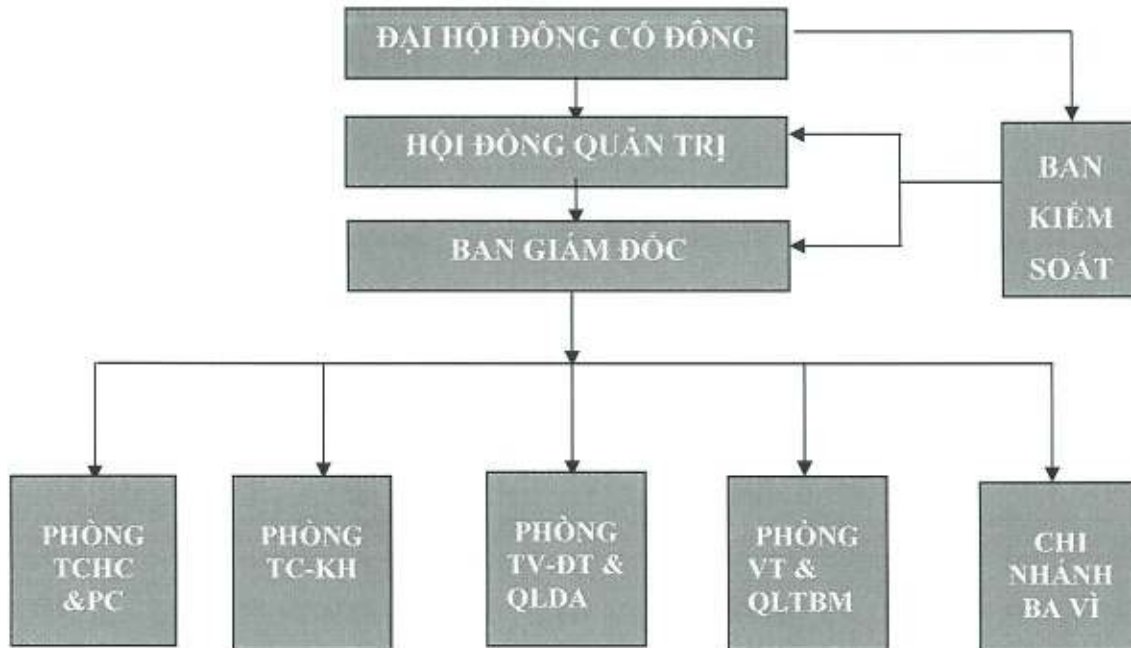 ĐẠI HỘI ĐỒNG CỔ ĐÔNG
HỘI ĐỒNG QUẢN TRỊ
BAN
KIỂM
SOÁT
BAN GIÁM ĐỐC
PHÒNG
TCHC
&PC
PHÒNG
TC-KH
PHÒNG
TV-ĐT &
QLDA
PHÒNG
VT &
QLTBM
CHI
NHÁNH
BA VÌ